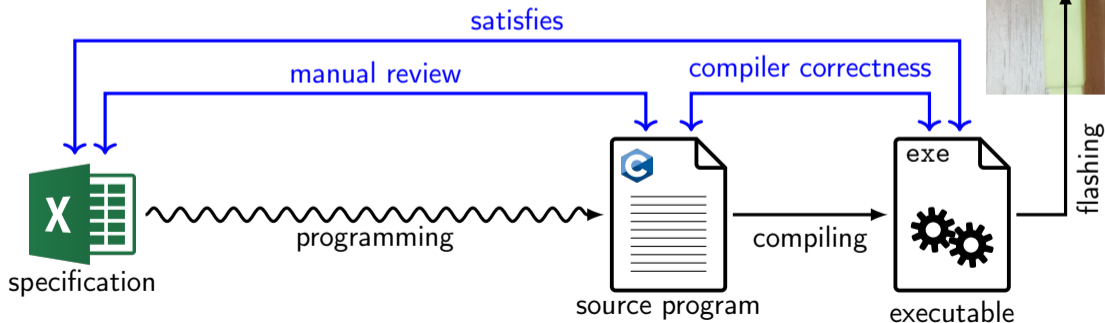 satisfies
manual review
compiler correctness
X
C
exe
flashing
programming
compiling
specification
source program
executable